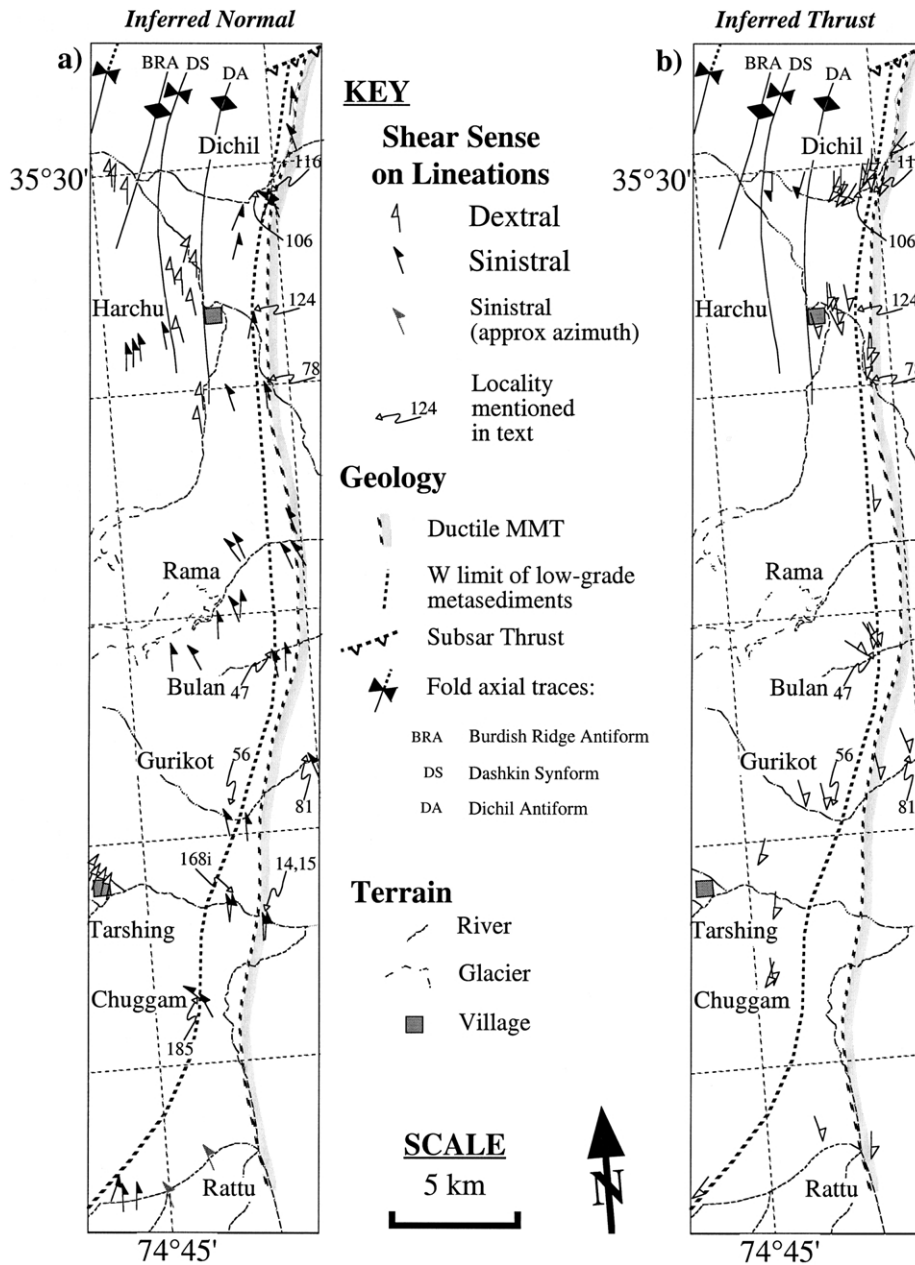 Inferred Normal
a)
BRA
DS
DA
Dichil
35°30'
116
106
Harchu
124
78
Rama
Bulan
47
Gurikot
56
81
168i
14,15
Tarshing
Chuggam
185
Rattu
74°45'
KEY
Shear Sense
on Lineations
Dextral
Sinistral
Sinistral
(approx azimuth)
124
Locality
mentioned
in text
Geology
Ductile MMT
W limit of low-grade
metasediments
Subsar Thrust
Fold axial traces:
BRA Burdish Ridge Antiform
DS Dashkin Synform
DA Dichil Antiform
Terrain
River
Glacier
Village
SCALE
5 km
N
Inferred Thrust
b)
BRA
DS
DA
Dichil
35°30'
106
Harchu
124
Rama
Bulan
47
Gurikot
56
81
Tarshing
Chuggam
Rattu
74°45'